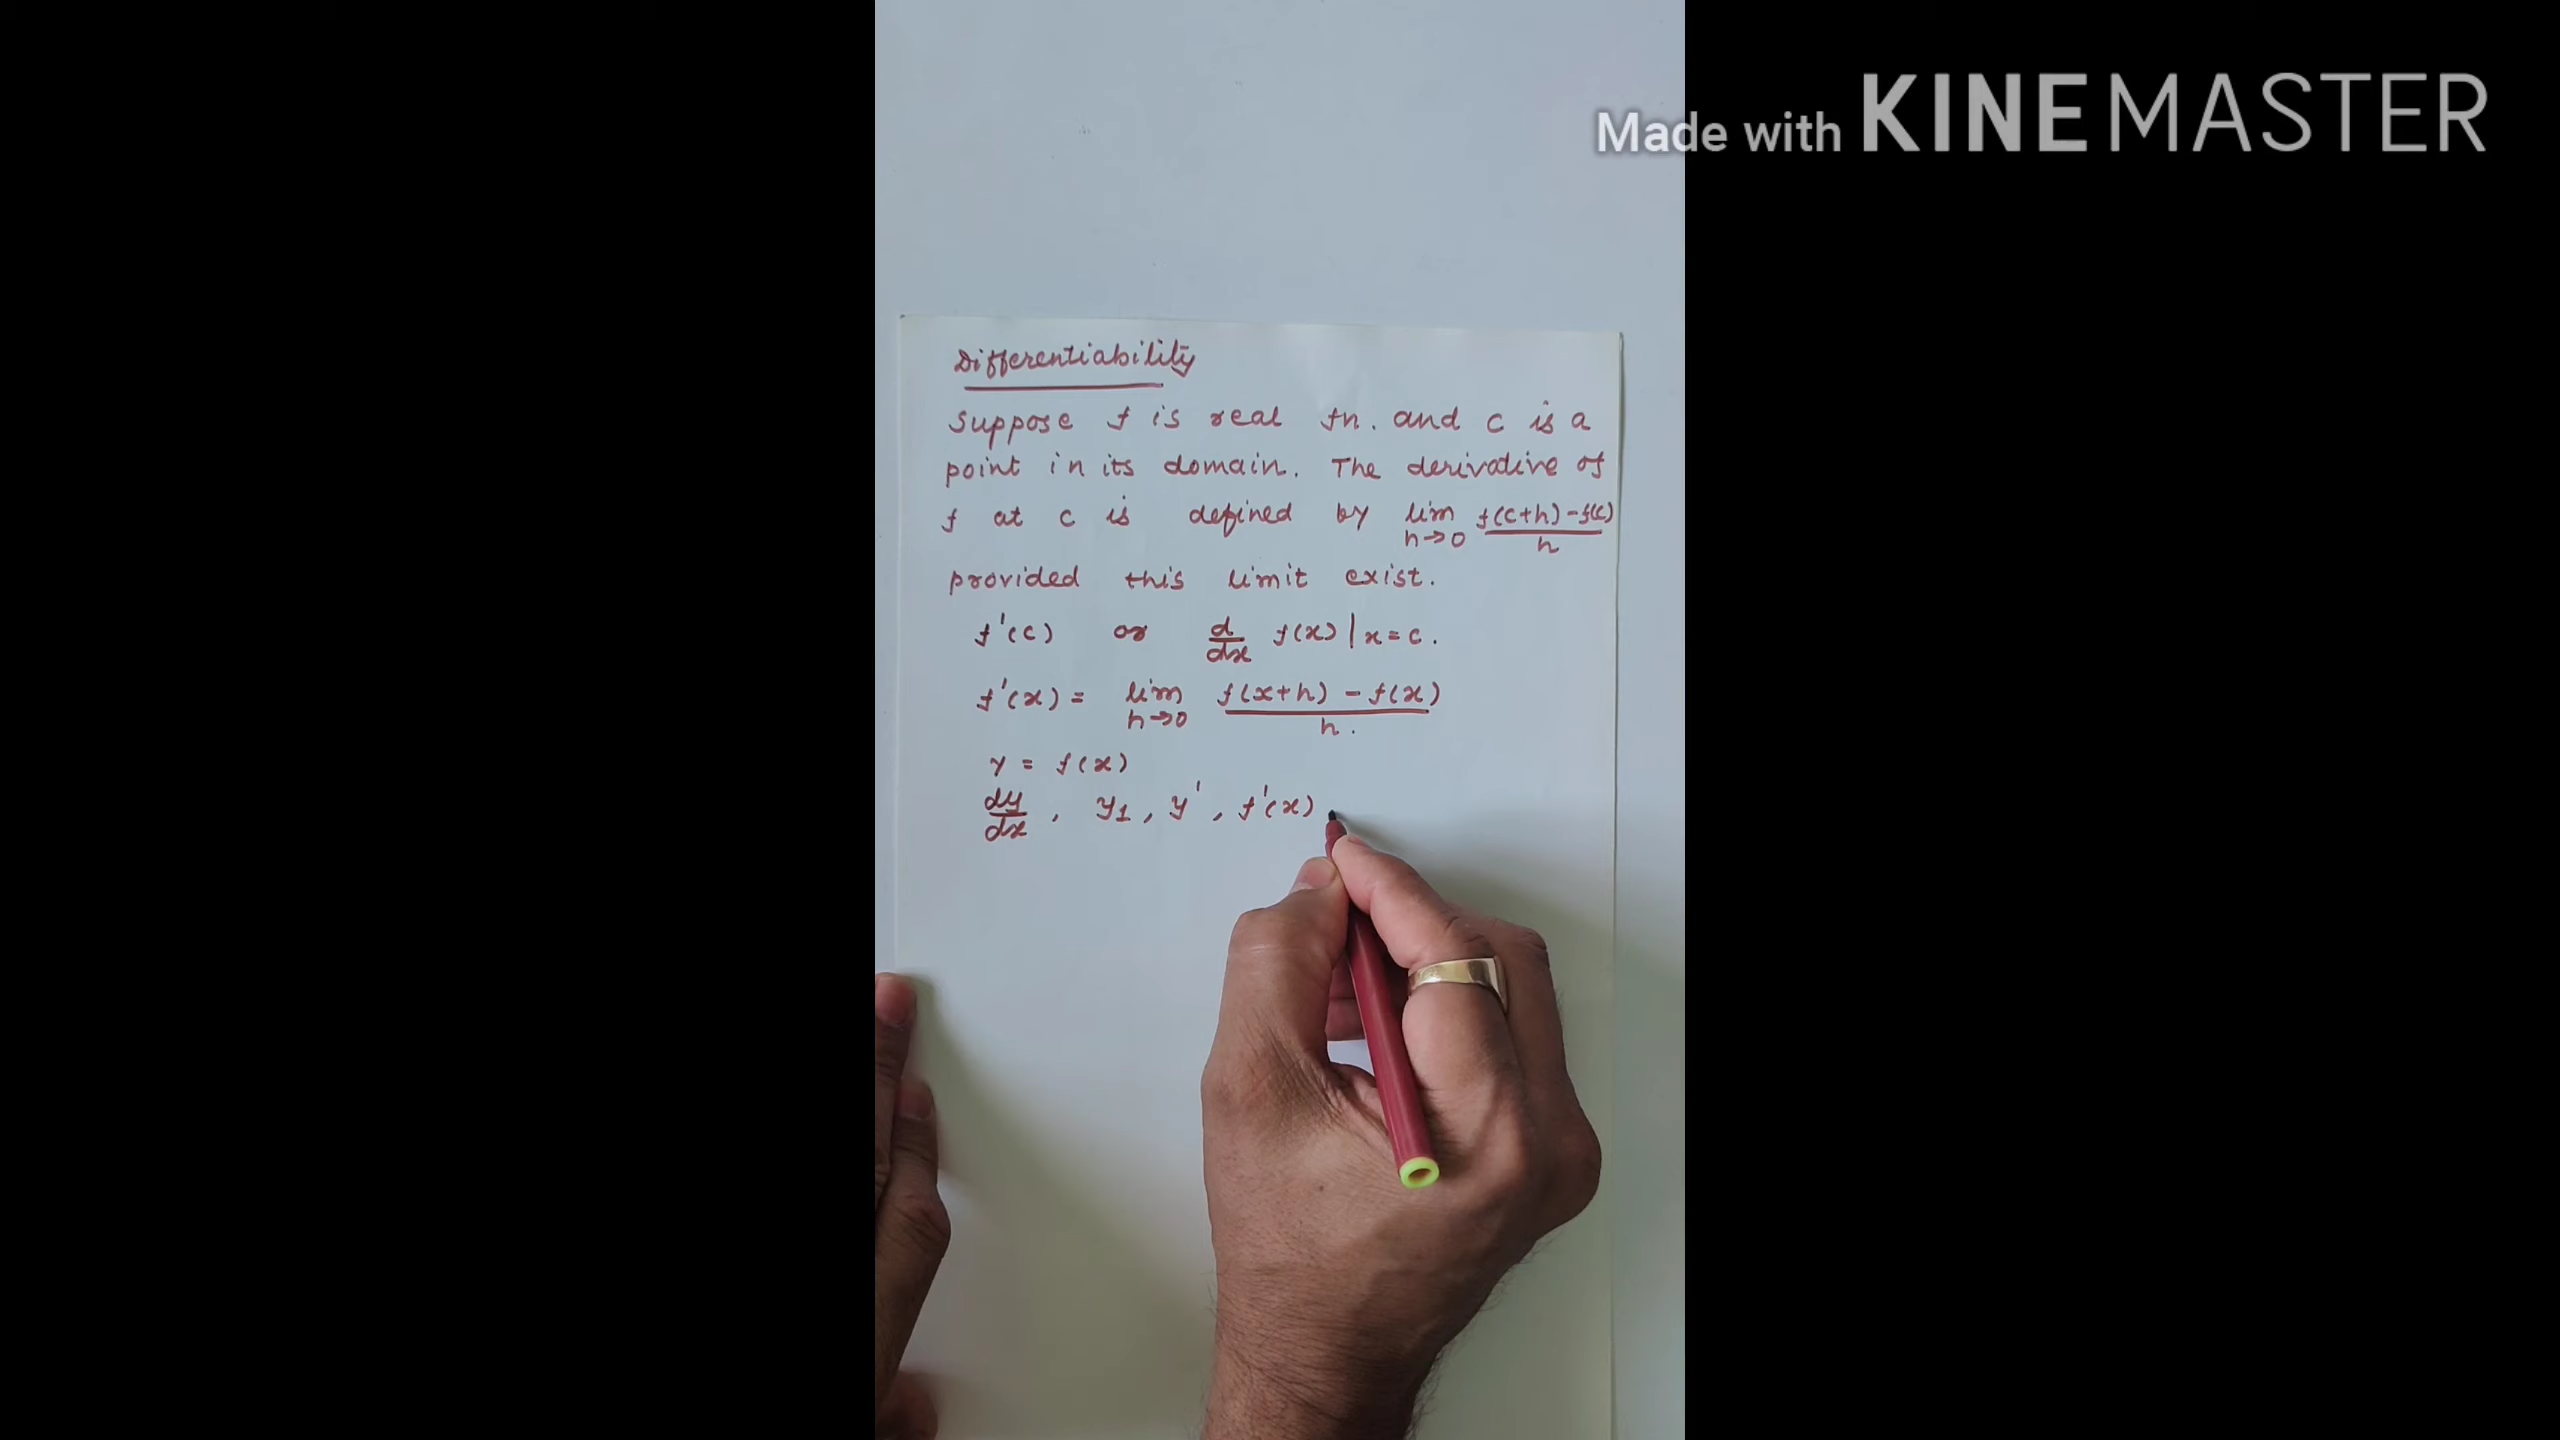 Made with KINEMASTER
Differentiability
Suppose f is real fn. and c is a
point in its domain. The derivative of
f at c is defined by lim h→0 f(c+h)-f(c)/h
provided this limit exist.
f'(c) or d/dx f(x)|x=c.
f'(x) = lim h→0 f(x+h) - f(x)/h.
y = f(x)
dy/dx, y1, y', f'(x)